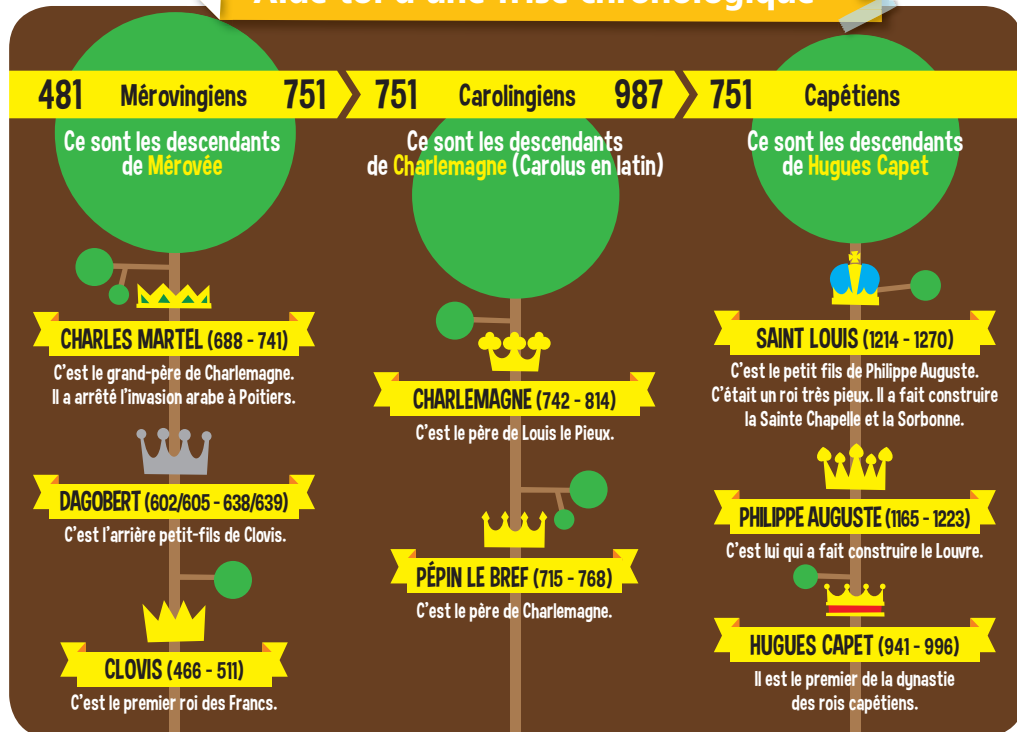 Aide-toi d'une frise chronologique
481 Mérovingiens 751
751 Carolingiens 987
751 Capétiens
Ce sont les descendants
de Mérovée
Ce sont les descendants
de Charlemagne (Carolus en latin)
Ce sont les descendants
de Hugues Capet
CHARLES MARTEL (688 - 741)
C'est le grand-père de Charlemagne.
Il a arrêté l'invasion arabe à Poitiers.
DAGOBERT (602/605 - 638/639)
C'est l'arrière petit-fils de Clovis.
CLOVIS (466 - 511)
C'est le premier roi des Francs.
CHARLEMAGNE (742 - 814)
C'est le père de Louis le Pieux.
PÉPIN LE BREF (715 - 768)
C'est le père de Charlemagne.
SAINT LOUIS (1214 - 1270)
C'est le petit fils de Philippe Auguste.
C'était un roi très pieux. Il a fait construire
la Sainte Chapelle et la Sorbonne.
PHILIPPE AUGUSTE (1165 - 1223)
C'est lui qui a fait construire le Louvre.
HUGUES CAPET (941 - 996)
Il est le premier de la dynastie
des rois capétiens.